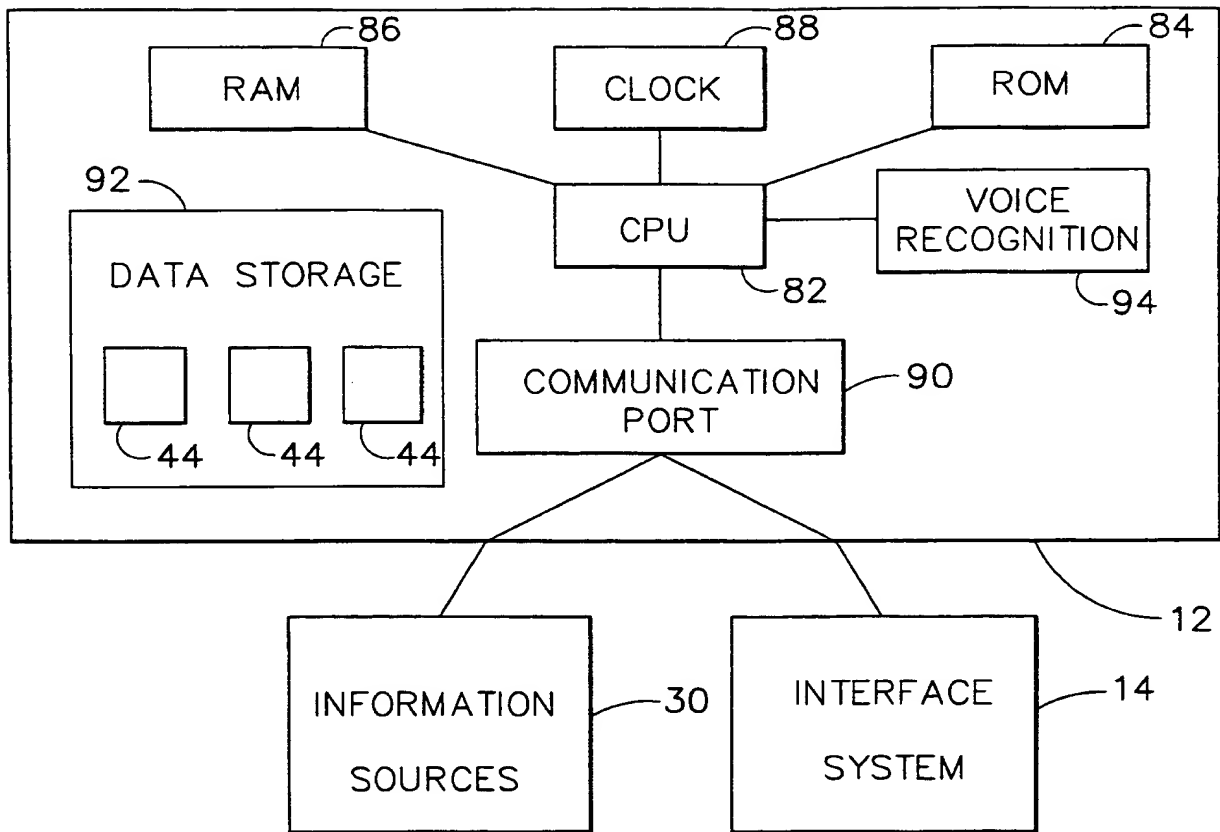 86
88
84
RAM
CLOCK
ROM
92
CPU
VOICE
RECOGNITION
DATA STORAGE
82
94
COMMUNICATION
PORT
90
44
44
44
12
INFORMATION
SOURCES
30
INTERFACE
SYSTEM
14